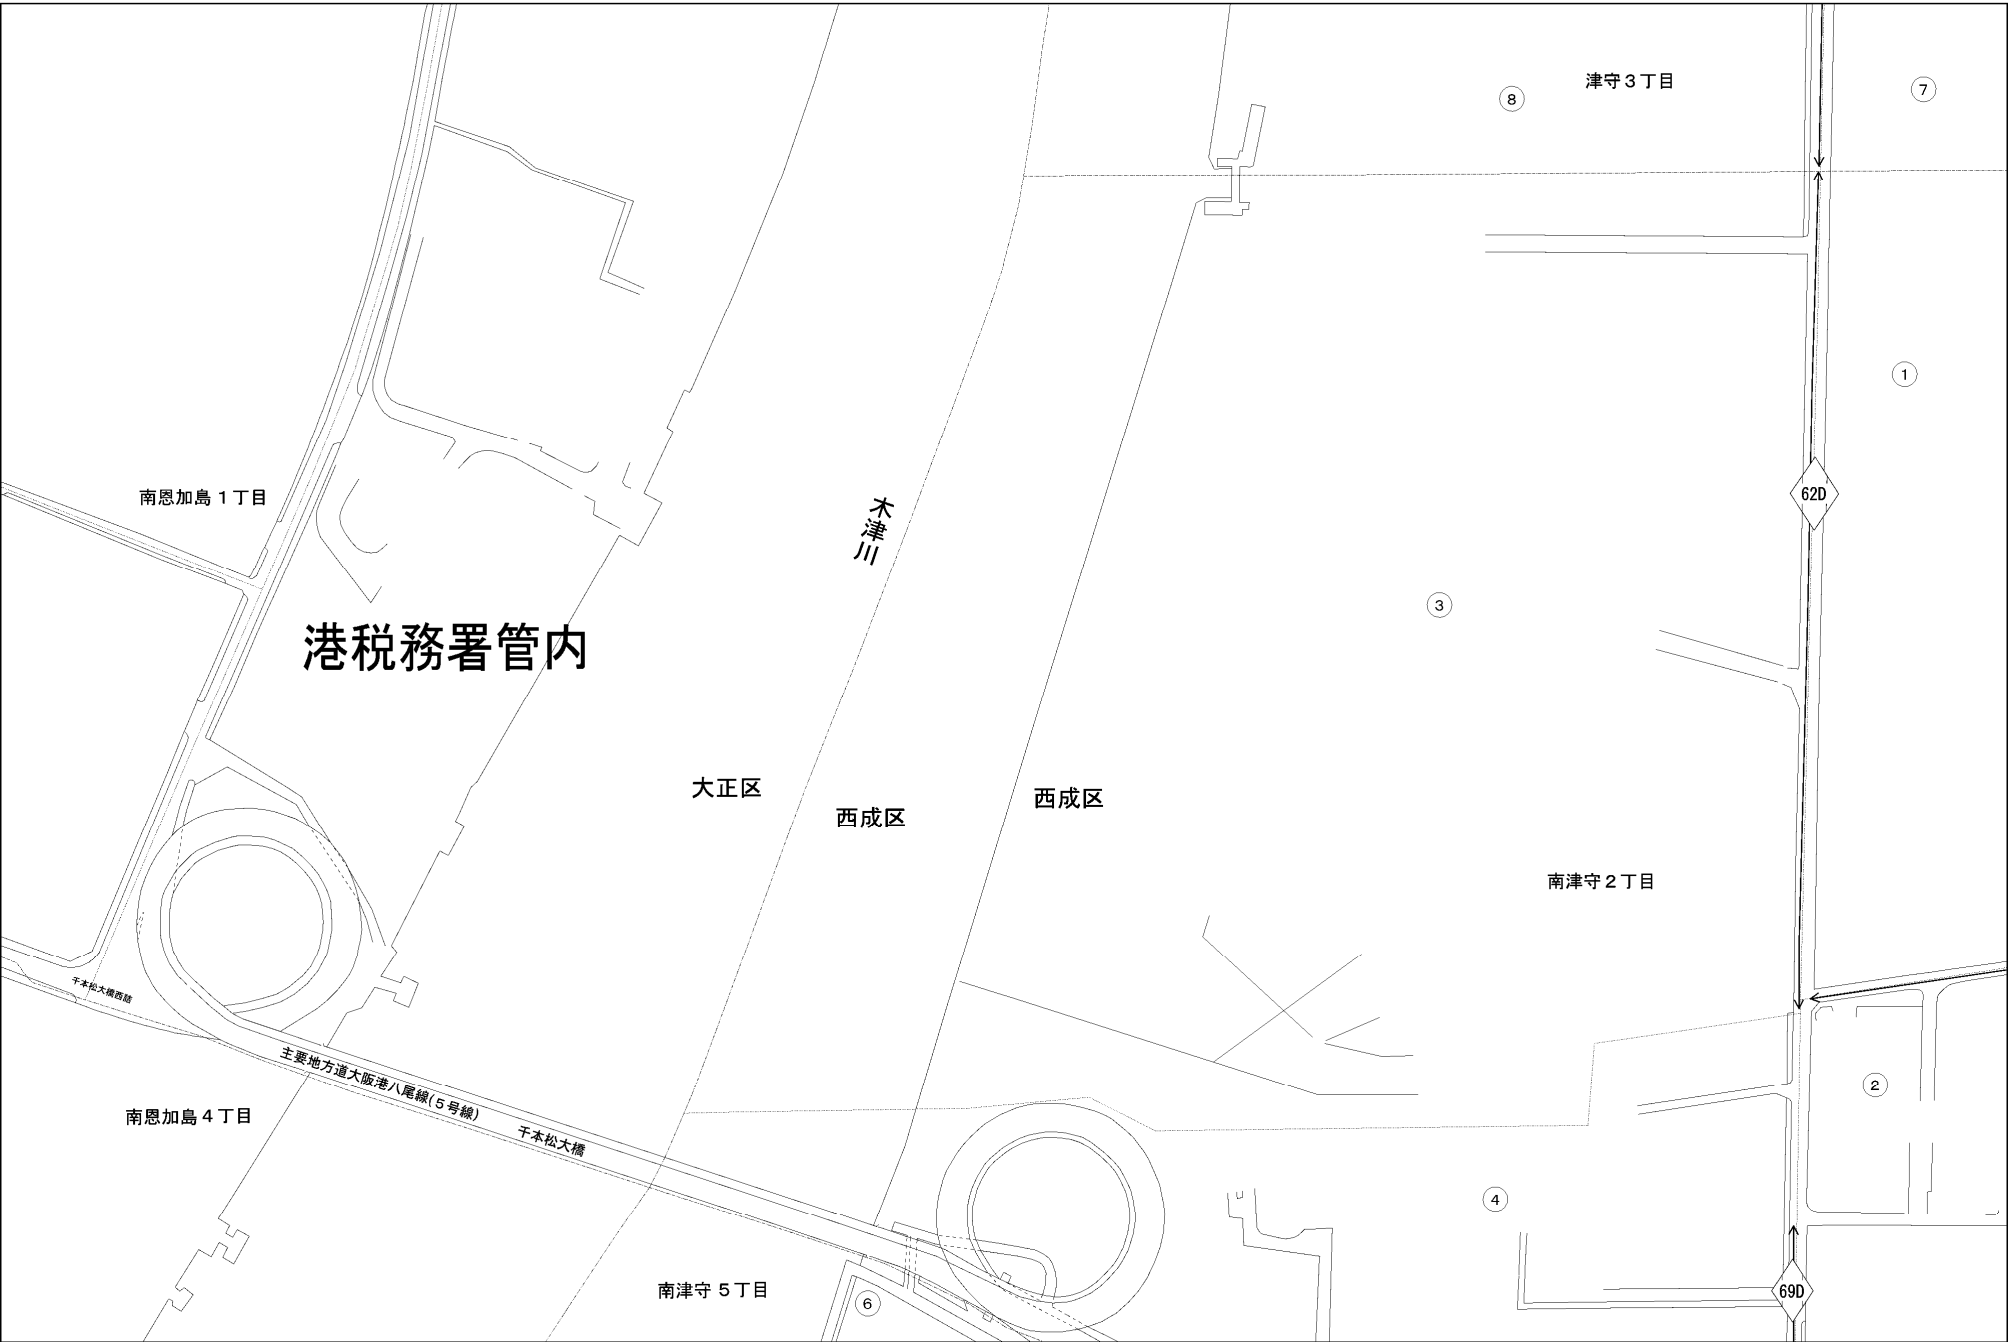 津守３丁目
⑧
⑦
①
62D
南恩加島１丁目
木津川
③
港税務署管内
大正区
西成区
西成区
南津守２丁目
千本松大橋西詰
主要地方道大阪港八尾線(５号線)
千本松大橋
南恩加島４丁目
②
④
南津守５丁目
⑥
69D